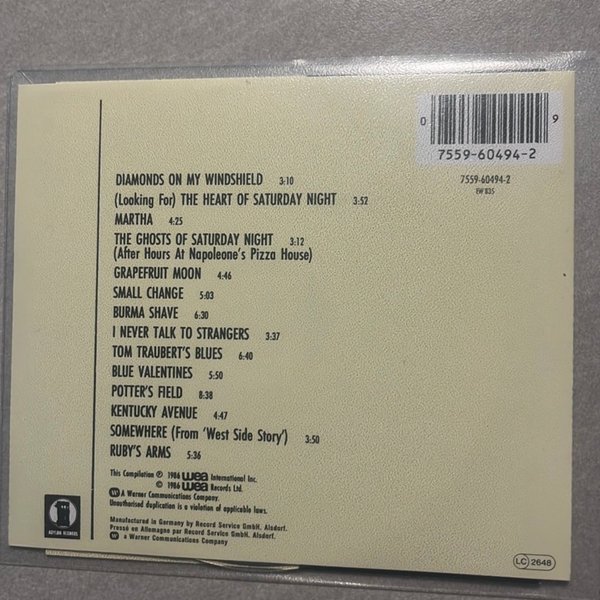 0 9
7559-60494-2
7559-60494-2
EW 835
DIAMONDS ON MY WINDSHIELD 3:10
(Looking For) THE HEART OF SATURDAY NIGHT 3:52
MARTHA 4:25
THE GHOSTS OF SATURDAY NIGHT 3:12
(After Hours At Napoleone's Pizza House)
GRAPEFRUIT MOON 4:46
SMALL CHANGE 5:03
BURMA SHAVE 6:30
I NEVER TALK TO STRANGERS 3:37
TOM TRAUBERT'S BLUES 6:40
BLUE VALENTINES 5:50
POTTER'S FIELD 8:38
KENTUCKY AVENUE 4:47
SOMEWHERE (From 'West Side Story') 3:50
RUBY'S ARMS 5:36
This Compilation ℗ 1986 wea International Inc.
© 1986 wea Records Ltd.
A Warner Communications Company.
Unauthorised duplication is a violation of applicable laws.
Manufactured in Germany by Record Service GmbH, Alsdorf.
Pressé en Allemagne par Record Service GmbH, Alsdorf.
a Warner Communications Company
ASYLUM RECORDS
LC 2648